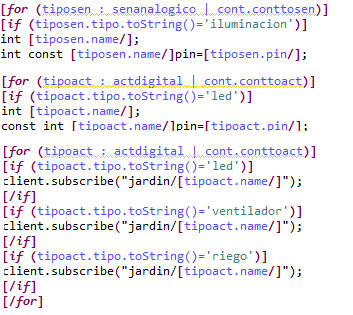 [for (tiposen : senanalogico | cont.conttosen)]
[if (tiposen.tipo.toString()='iluminacion')]
int [tiposen.name/];
int const [tiposen.name/]pin=[tiposen.pin/];
[for (tipoact : actdigital | cont.conttoact)]
[if (tipoact.tipo.toString()='led')]
int [tipoact.name/];
const int [tipoact.name/]pin=[tipoact.pin/];
[for (tipoact : actdigital | cont.conttoact)]
[if (tipoact.tipo.toString()='led')]
client.subscribe("jardin/[tipoact.name/]");
[/if]
[if (tipoact.tipo.toString()='ventilador')]
client.subscribe("jardin/[tipoact.name/]");
[/if]
[if (tipoact.tipo.toString()='riego')]
client.subscribe("jardin/[tipoact.name/]");
[/if]
[/for]